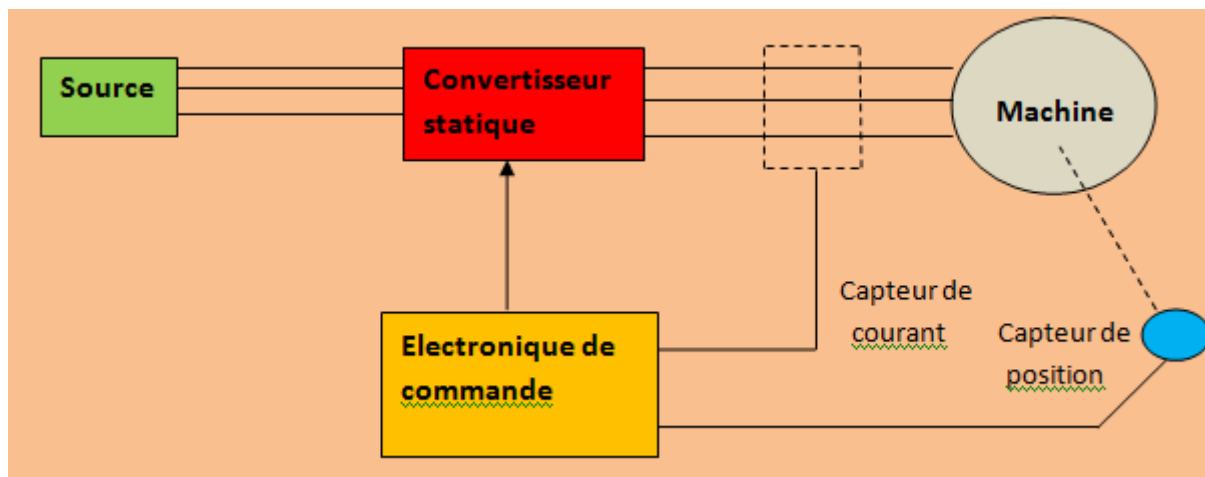 Source
Convertisseur
statique
Machine
Capteur de
courant
Capteur de
position
Electronique de
commande